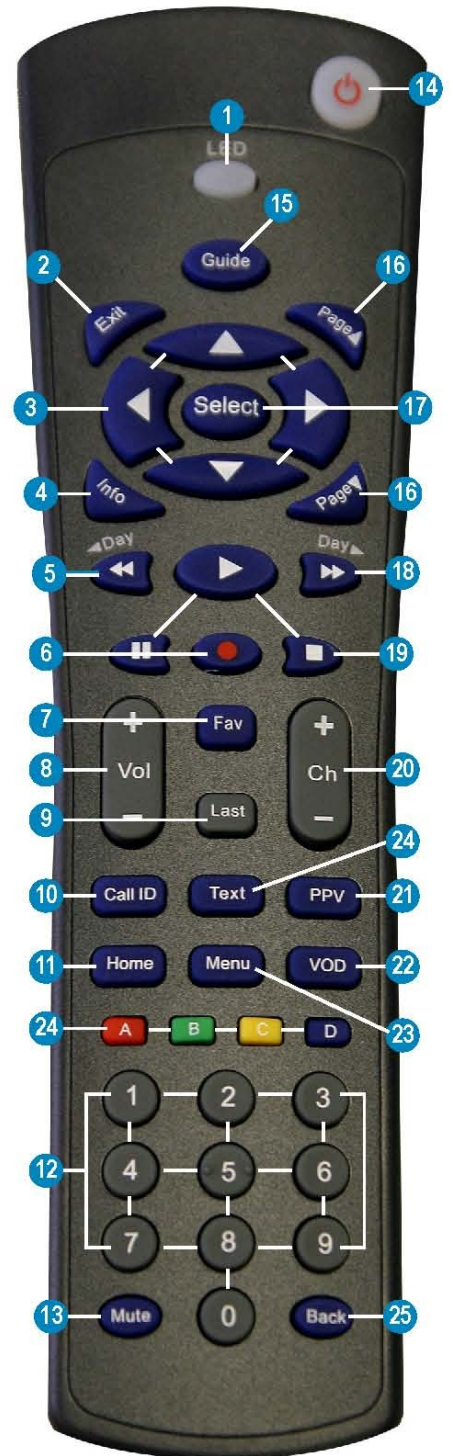 14
1
LED
15
Guide
2
16
Exit
Page
3
Select
17
4
Info
Page
16
Day
Day
5
18
6
19
7
Fav
+
+
8
Vol
Ch
20
9
Last
-
-
24
10
Call ID
Text
PPV
21
11
Home
Menu
VOD
22
24
A
B
C
D
23
1
2
3
12
4
5
6
7
8
9
13
Mute
0
Back
25